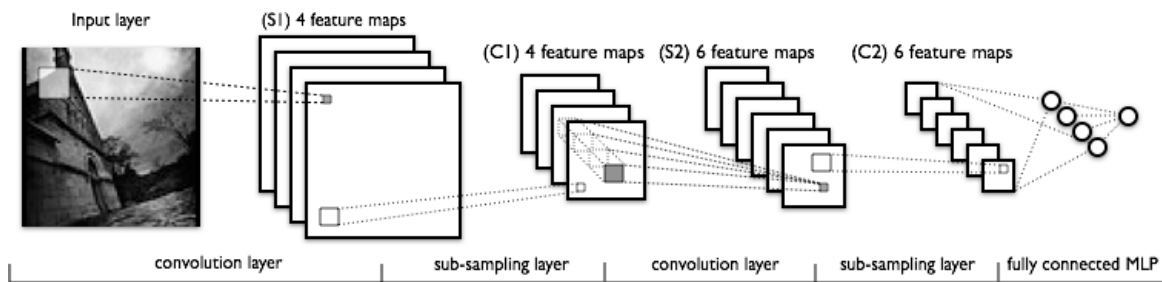 Input layer
(S1) 4 feature maps
(C1) 4 feature maps
(S2) 6 feature maps
(C2) 6 feature maps
convolution layer
sub-sampling layer
convolution layer
sub-sampling layer
fully connected MLP